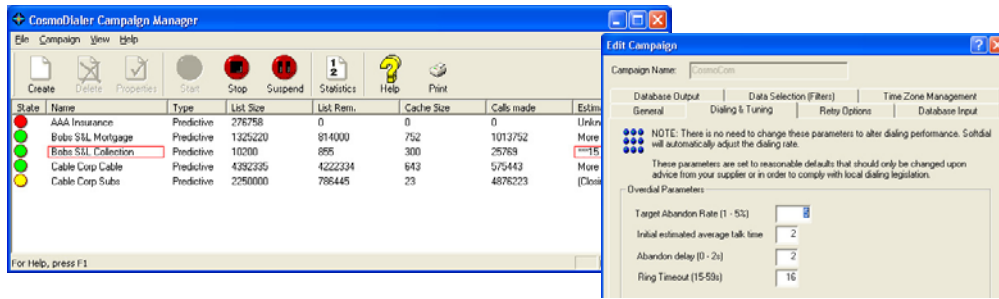 CosmoDialer Campaign Manager
File Campaign View Help
Create Delete Properties Start Stop Suspend Statistics Help Print
State Name Type List Size List Rem. Cache Size Calls made Estima
AAA Insurance Predictive 276758 0 0 0 Unkn
Bobs S&L Mortgage Predictive 1325220 814000 752 1013752 More
Bobs S&L Collection Predictive 10200 855 300 25769 ***15
Cable Corp Cable Predictive 4392335 4222334 643 575443 More
Cable Corp Subs Predictive 2250000 786445 23 4876223 (Closi
For Help, press F1
Edit Campaign
Campaign Name: CosmoCom
Database Output Data Selection (Filters) Time Zone Management
General Dialing & Tuning Retry Options Database Input
NOTE: There is no need to change these parameters to alter dialing performance. Softdial
will automatically adjust the dialing rate.
These parameters are set to reasonable defaults that should only be changed upon
advice from your supplier or in order to comply with local dialing legislation.
Overdial Parameters
Target Abandon Rate (1 - 5%)
Initial estimated average talk time 2
Abandon delay (0 - 2s) 2
Ring Timeout (15-59s) 16